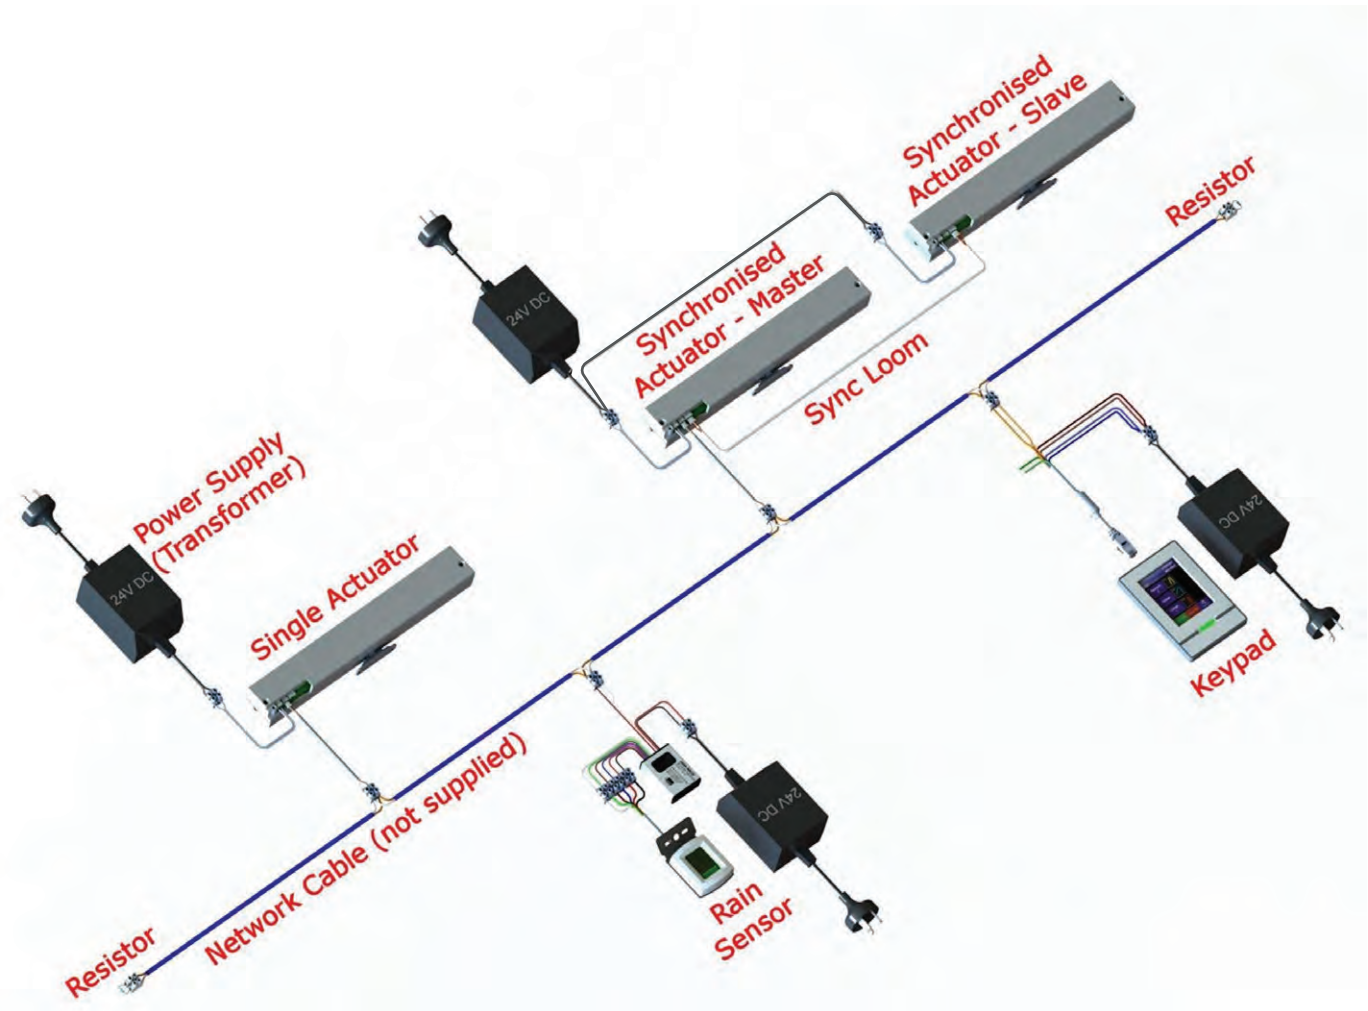 Synchronised
Actuator - Slave
Resistor
Synchronised
Actuator - Master
24V DC
Sync Loom
Power Supply
(Transformer)
24V DC
Single Actuator
24V DC
Keypad
Network Cable (not supplied)
24V DC
Rain
Sensor
Resistor